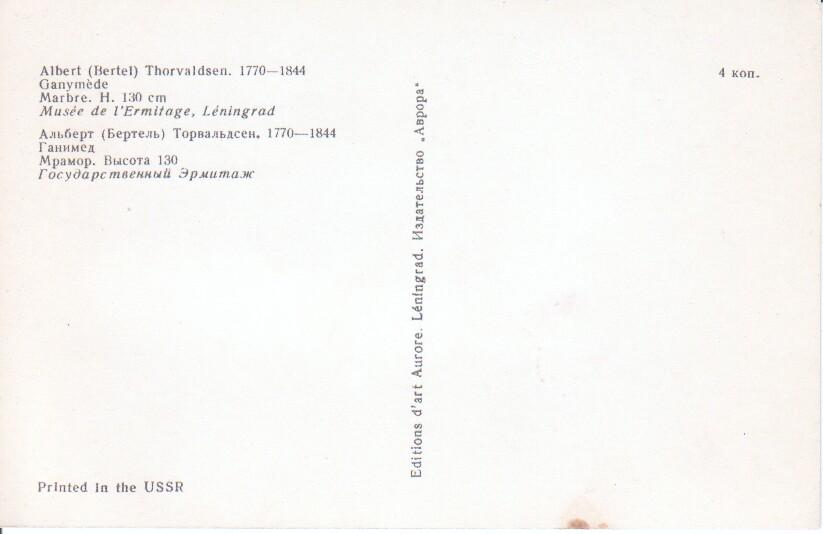 Albert (Bertel) Thorvaldsen. 1770—1844
Ganymède
Marbre. H. 130 cm
Musée de l'Ermitage, Léningrad
Альберт (Бертель) Торвальдсен. 1770—1844
Ганимед
Мрамор. Высота 130
Государственный Эрмитаж
4 коп.
Editions d'art Aurore. Léningrad. Издательство „Аврора"
Printed in the USSR